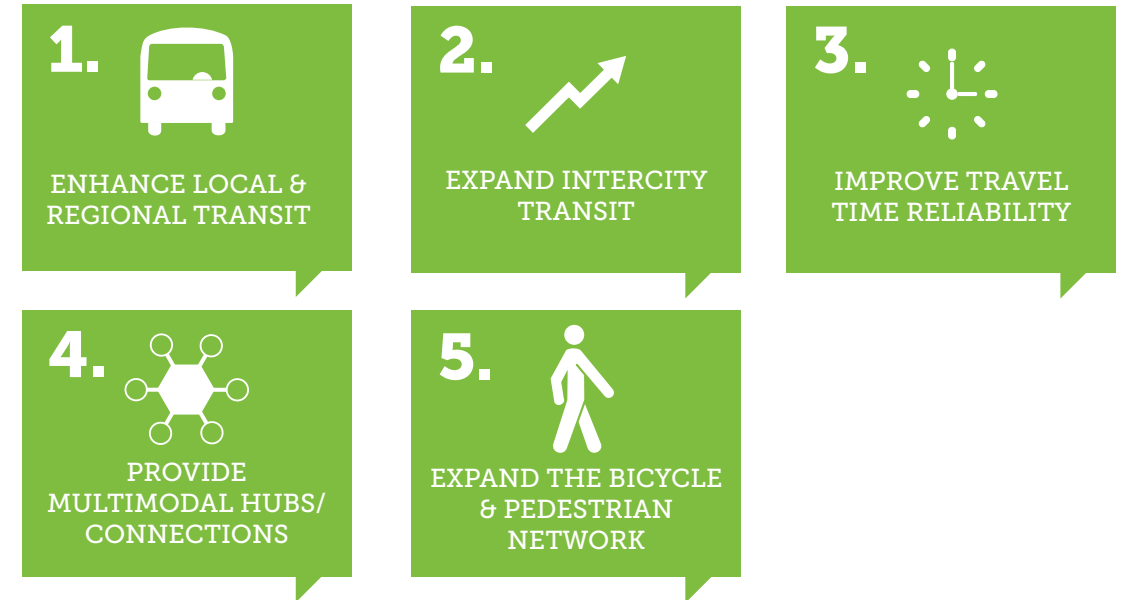 1.
ENHANCE LOCAL &
REGIONAL TRANSIT
2.
EXPAND INTERCITY
TRANSIT
3.
IMPROVE TRAVEL
TIME RELIABILITY
4.
PROVIDE
MULTIMODAL HUBS/
CONNECTIONS
5.
EXPAND THE BICYCLE
& PEDESTRIAN
NETWORK